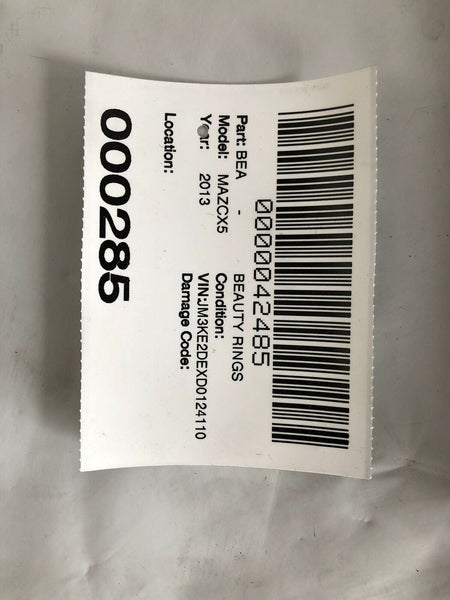 0000042485
Part: BEA - BEAUTY RINGS
Model: MAZCX5 Condition:
Year: 2013 VIN:JM3KE2DEXD0124110
Damage Code:
Location:
000285